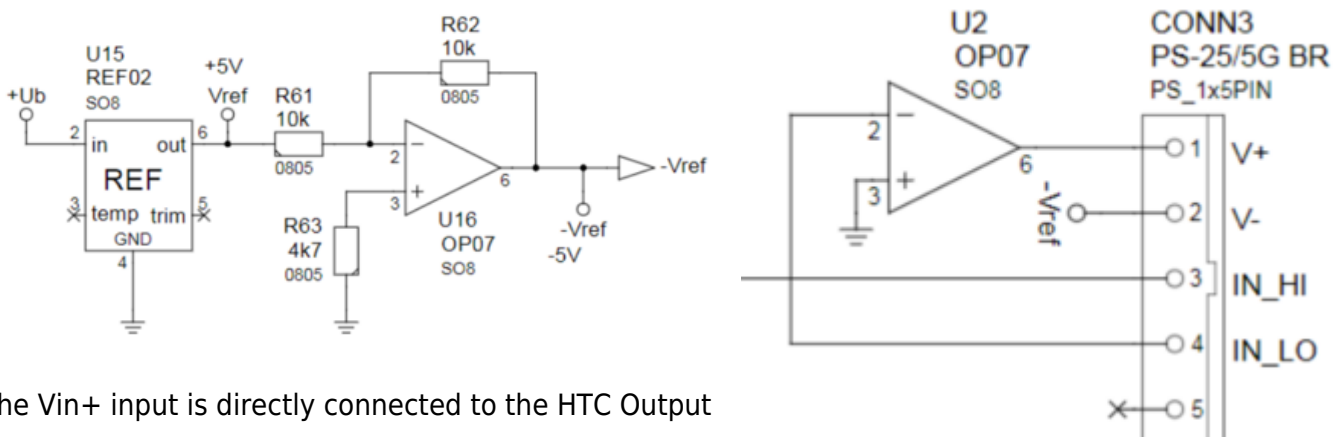 U15
REF02
SO8
+Ub
+5V
Vref
2
in
out
6
REF
3
temp
trim
5
GND
4
R61
10k
0805
R62
10k
0805
2
−
3
+
6
U16
OP07
SO8
R63
4k7
0805
-Vref
-Vref
-5V
U2
OP07
SO8
2
−
3
+
6
-Vref
CONN3
PS-25/5G BR
PS_1x5PIN
1
V+
2
V-
3
IN_HI
4
IN_LO
5
he Vin+ input is directly connected to the HTC Output